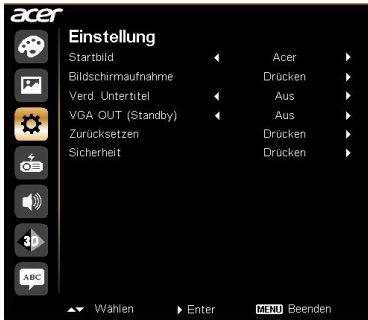 acer
Einstellung
Startbild Acer
Bildschirmaufnahme Drücken
Verd. Untertitel Aus
VGA OUT (Standby) Aus
Zurücksetzen Drücken
Sicherheit Drücken
3D
ABC
Wählen Enter MENU Beenden